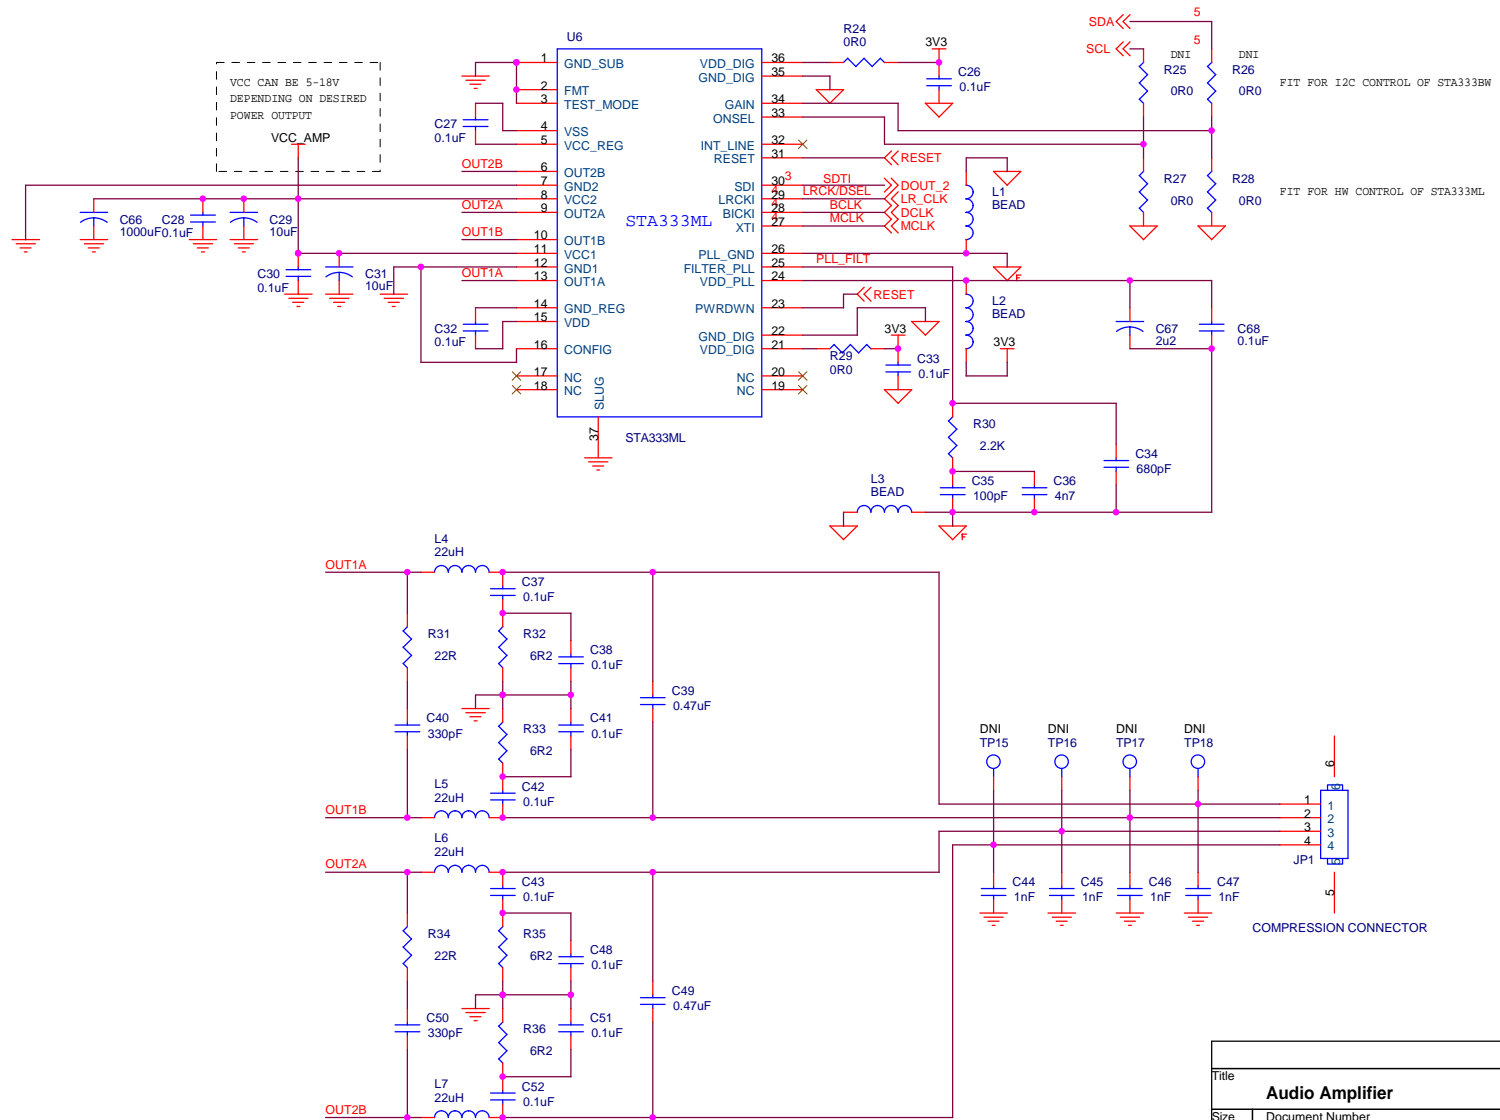 VCC CAN BE 5-18V
DEPENDING ON DESIRED
POWER OUTPUT
VCC_AMP
U6
STA333ML
STA333ML
1 GND_SUB
2 FMT
3 TEST_MODE
4 VSS
5 VCC_REG
6 OUT2B
7 GND2
8 VCC2
9 OUT2A
10 OUT1B
11 VCC1
12 GND1
13 OUT1A
14 GND_REG
15 VDD
16 CONFIG
17 NC
18 NC
SLUG
37
VDD_DIG 36
GND_DIG 35
GAIN 34
ONSEL 33
INT_LINE 32
RESET 31
SDI 30
LRCKI 29
BICKI 28
XTI 27
PLL_GND 26
FILTER_PLL 25
VDD_PLL 24
PWRDWN 23
GND_DIG 22
VDD_DIG 21
NC 20
NC 19
C27
0.1uF
OUT2B
OUT2A
OUT1B
OUT1A
C66
1000uF
C28
0.1uF
C29
10uF
C30
0.1uF
C31
10uF
C32
0.1uF
R24
0R0
3V3
C26
0.1uF
SDA
5
SCL
5
DNI
R25
0R0
DNI
R26
0R0
FIT FOR I2C CONTROL OF STA333BW
R27
0R0
R28
0R0
FIT FOR HW CONTROL OF STA333ML
RESET
3
SDTI
DOUT_2
LRCK/DSEL
LR_CLK
BCLK
DCLK
MCLK
MCLK
L1
BEAD
F
PLL_FILT
RESET
L2
BEAD
3V3
3V3
R29
0R0
C33
0.1uF
C67
2u2
C68
0.1uF
R30
2.2K
C34
680pF
C35
100pF
C36
4n7
L3
BEAD
F
OUT1A
L4
22uH
C37
0.1uF
R31
22R
R32
6R2
C38
0.1uF
C39
0.47uF
C40
330pF
R33
6R2
C41
0.1uF
C42
0.1uF
L5
22uH
OUT1B
OUT2A
L6
22uH
C43
0.1uF
R34
22R
R35
6R2
C48
0.1uF
C49
0.47uF
C50
330pF
R36
6R2
C51
0.1uF
C52
0.1uF
L7
22uH
OUT2B
DNI
TP15
DNI
TP16
DNI
TP17
DNI
TP18
C44
1nF
C45
1nF
C46
1nF
C47
1nF
6
1 1
2 2
3 3
4 4
JP1
5
COMPRESSION CONNECTOR
Title
Audio Amplifier
Size Document Number